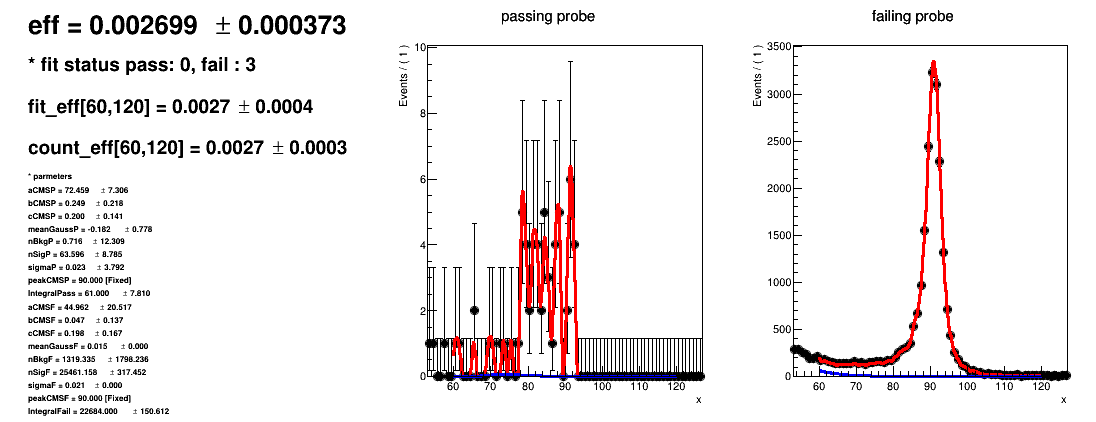 eff = 0.002699 ± 0.000373
* fit status pass: 0, fail : 3
fit_eff[60,120] = 0.0027 ± 0.0004
count_eff[60,120] = 0.0027 ± 0.0003
* parmeters
aCMSP = 72.459 ± 7.306
bCMSP = 0.249 ± 0.218
cCMSP = 0.200 ± 0.141
meanGaussP = -0.182 ± 0.778
nBkgP = 0.716 ± 12.309
nSigP = 63.596 ± 8.785
sigmaP = 0.023 ± 3.792
peakCMSP = 90.000 [Fixed]
IntegralPass = 61.000 ± 7.810
aCMSF = 44.962 ± 20.517
bCMSF = 0.047 ± 0.137
cCMSF = 0.198 ± 0.167
meanGaussF = 0.015 ± 0.000
nBkgF = 1319.335 ± 1798.236
nSigF = 25461.158 ± 317.452
sigmaF = 0.021 ± 0.000
peakCMSF = 90.000 [Fixed]
IntegralFail = 22684.000 ± 150.612
passing probe
Events / ( 1 )
10
8
6
4
2
0
60 70 80 90 100 110 120
x
failing probe
Events / ( 1 )
3500
3000
2500
2000
1500
1000
500
0
60 70 80 90 100 110 120
x